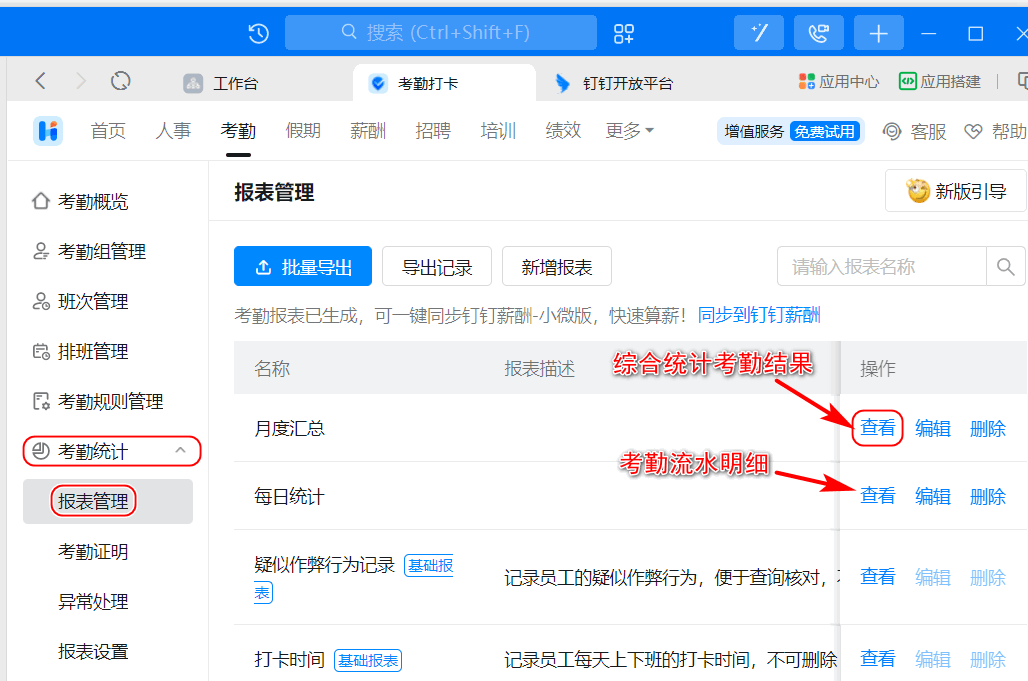 搜索 (Ctrl+Shift+F)
工作台
考勤打卡
钉钉开放平台
应用中心
应用搭建
首页 人事 考勤 假期 薪酬 招聘 培训 绩效 更多
增值服务 免费试用
客服
帮助
考勤概览
考勤组管理
班次管理
排班管理
考勤规则管理
考勤统计
报表管理
考勤证明
异常处理
报表设置
报表管理
新版引导
批量导出 导出记录 新增报表
请输入报表名称
考勤报表已生成，可一键同步钉钉薪酬-小微版，快速算薪！同步到钉钉薪酬
名称 报表描述 操作
综合统计考勤结果
月度汇总 查看 编辑 删除
考勤流水明细
每日统计 查看 编辑 删除
疑似作弊行为记录 基础报
表
记录员工的疑似作弊行为，便于查询核对，
查看 编辑 删除
打卡时间 基础报表 记录员工每天上下班的打卡时间，不可删除 查看 编辑 删除